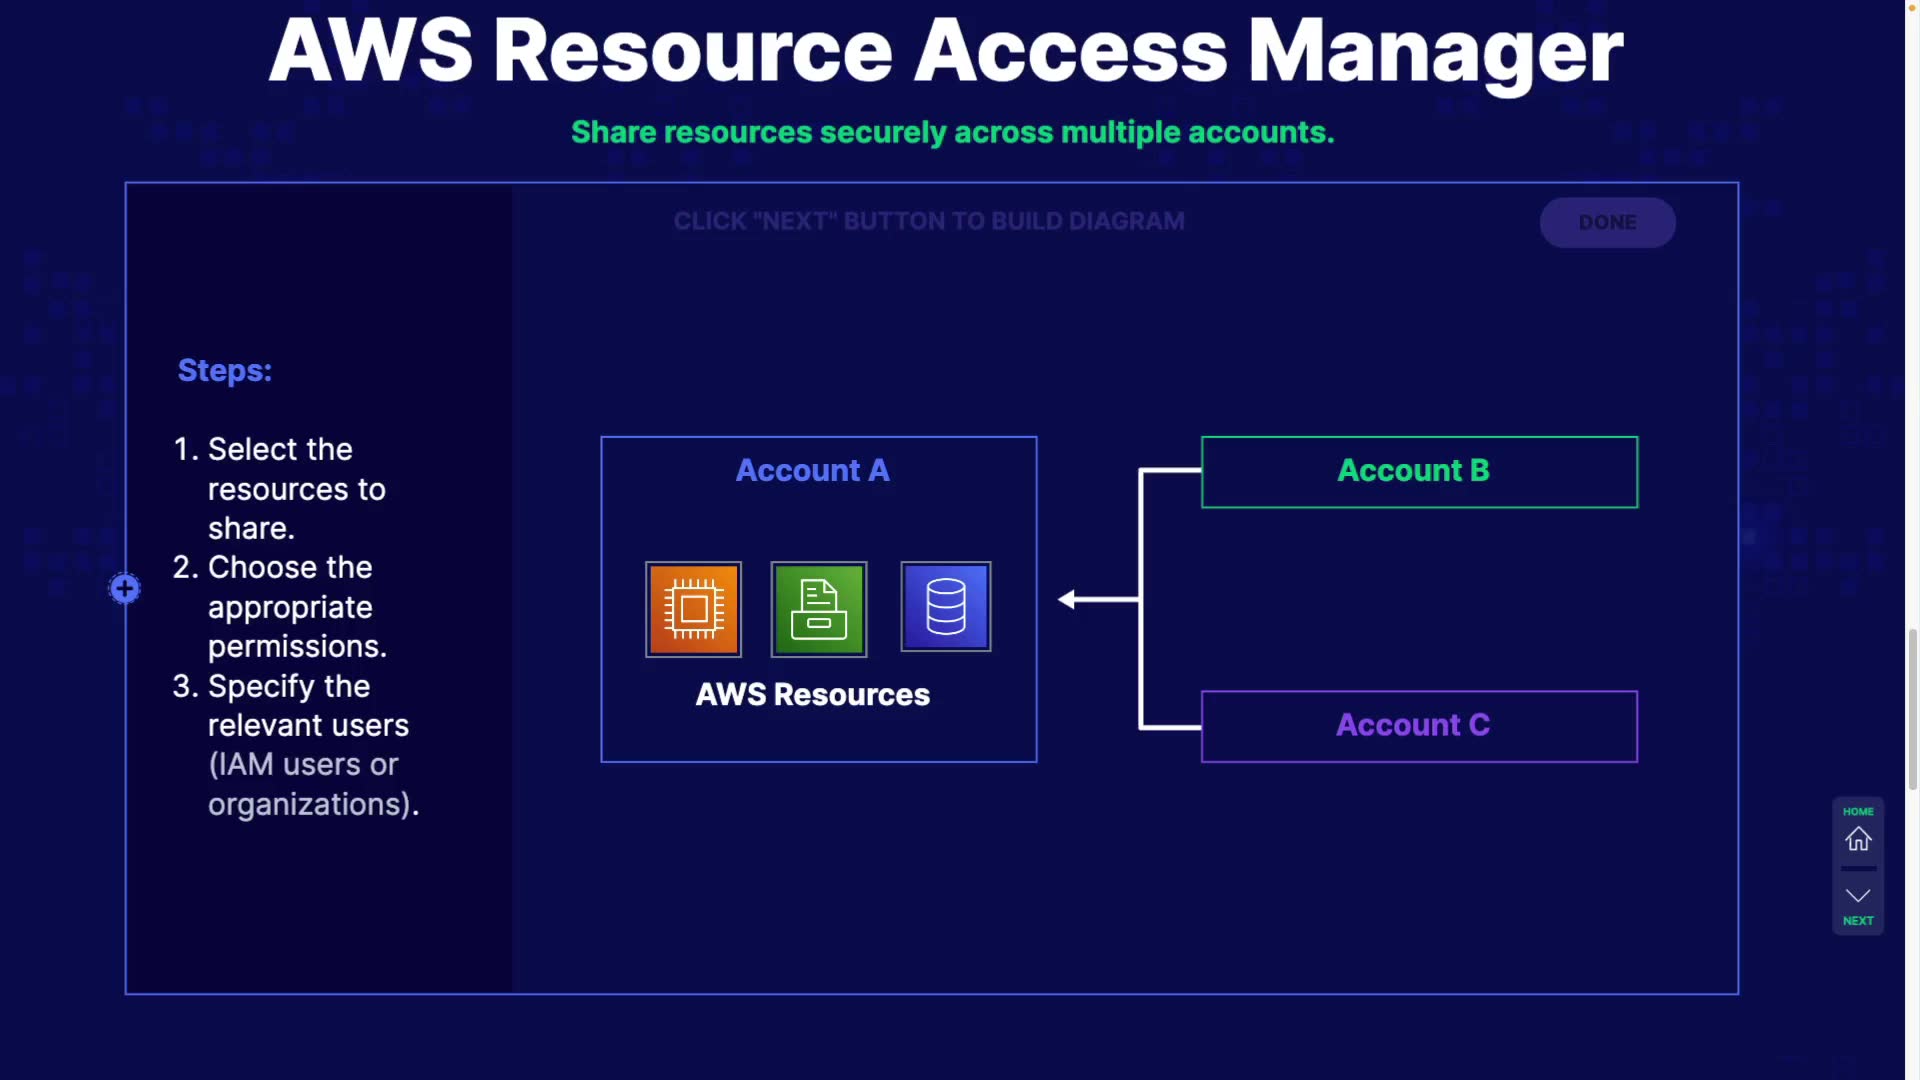 AWS Resource Access Manager
Share resources securely across multiple accounts.
CLICK "NEXT" BUTTON TO BUILD DIAGRAM
DONE
Steps:
1. Select the
resources to
share.
2. Choose the
appropriate
permissions.
3. Specify the
relevant users
(IAM users or
organizations).
Account A
AWS Resources
Account B
Account C
HOME
NEXT